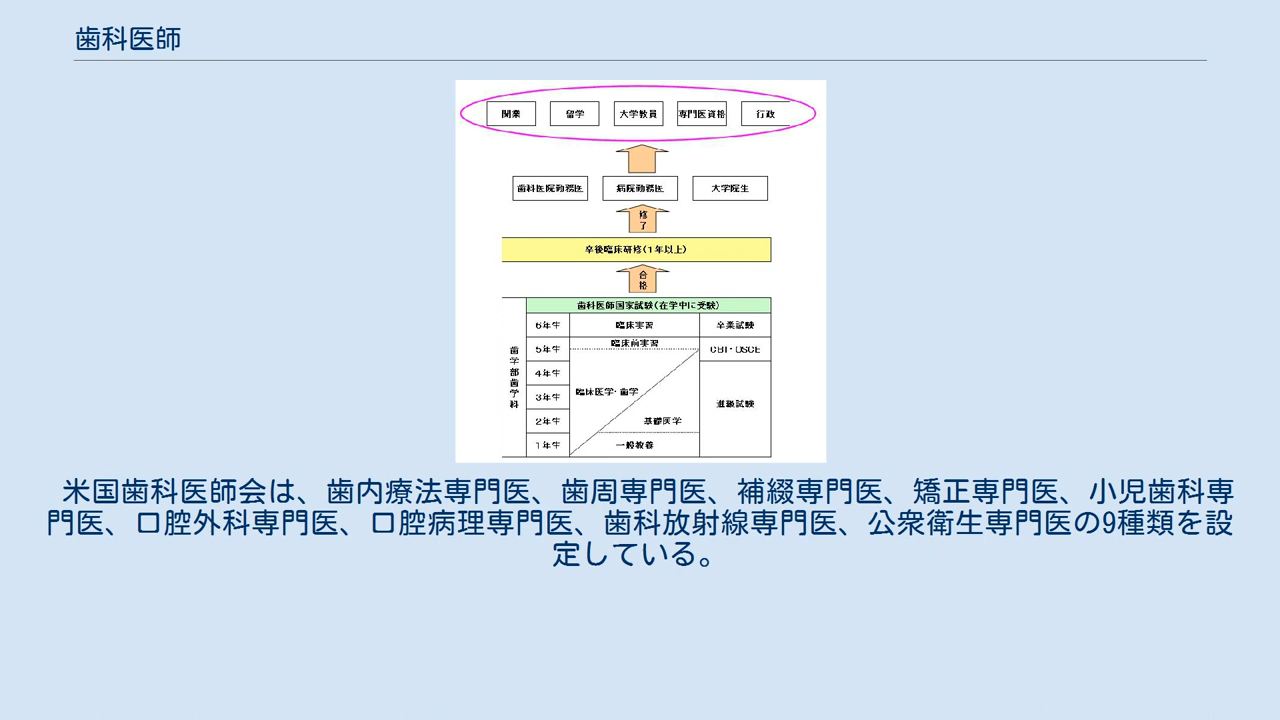 歯科医師
開業 留学 大学教員 専門医資格 行政
歯科医院勤務医 病院勤務医 大学院生
修了
卒後臨床研修(1年以上)
合格
歯科医師国家試験(在学中に受験)
歯学部歯学科
6年生 臨床実習 卒業試験
臨床前実習
5年生 CBT・OSCE
4年生
臨床医学・歯学
3年生 進級試験
2年生 基礎医学
1年生 一般教養
米国歯科医師会は、歯内療法専門医、歯周専門医、補綴専門医、矯正専門医、小児歯科専
門医、口腔外科専門医、口腔病理専門医、歯科放射線専門医、公衆衛生専門医の9種類を設
定している。